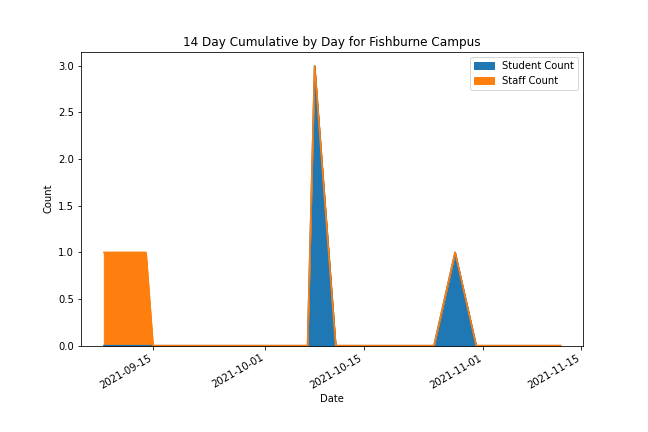 14 Day Cumulative by Day for Fishburne Campus
Student Count
Staff Count
3.0
2.5
2.0
1.5
1.0
0.5
0.0
Count
2021-09-15
2021-10-01
2021-10-15
2021-11-01
2021-11-15
Date